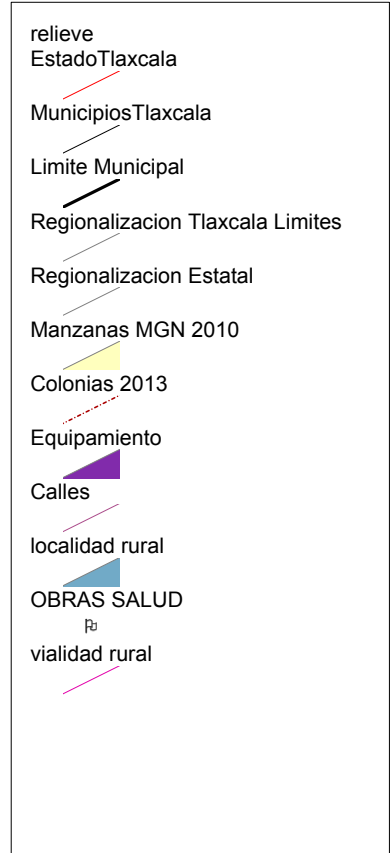 relieve
EstadoTlaxcala
MunicipiosTlaxcala
Limite Municipal
Regionalizacion Tlaxcala Limites
Regionalizacion Estatal
Manzanas MGN 2010
Colonias 2013
Equipamiento
Calles
localidad rural
OBRAS SALUD
vialidad rural